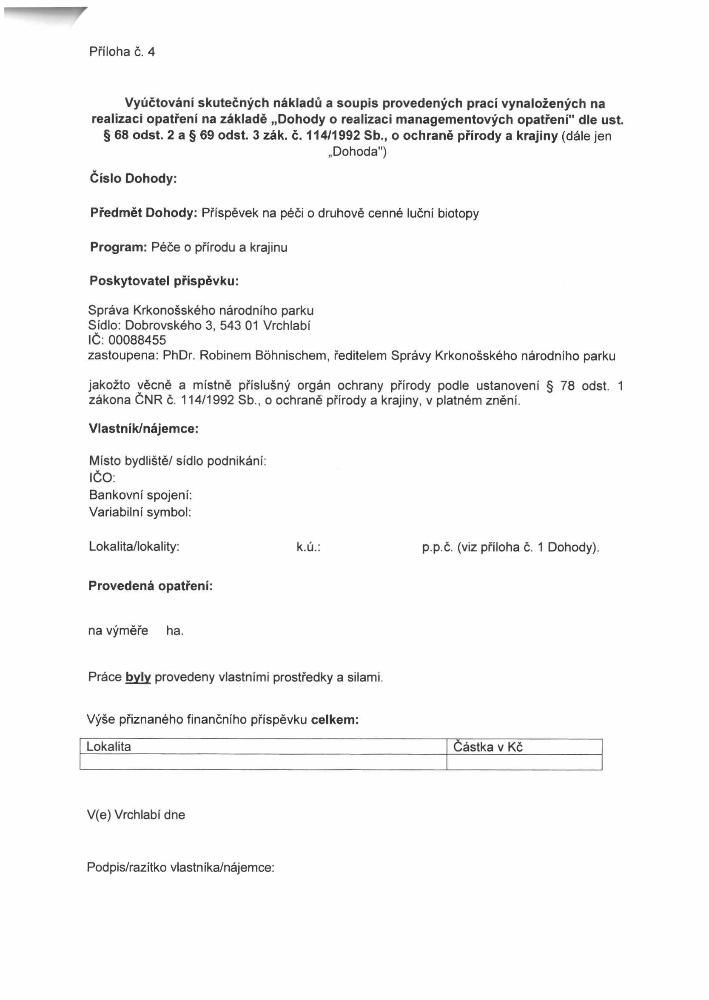 Příloha č. 4
Vyúčtování skutečných nákladů a soupis provedených prací vynaložených na
realizaci opatření na základě „Dohody o realizaci managementových opatření" dle ust.
§ 68 odst. 2 a § 69 odst. 3 zák. č. 114/1992 Sb., o ochraně přírody a krajiny (dále jen
„Dohoda")
Číslo Dohody:
Předmět Dohody: Příspěvek na péči o druhově cenné luční biotopy
Program: Péče o přírodu a krajinu
Poskytovatel příspěvku:
Správa Krkonošského národního parku
Sídlo: Dobrovského 3, 543 01 Vrchlabí
IČ: 00088455
zastoupena: PhDr. Robinem Böhnischem, ředitelem Správy Krkonošského národního parku
jakožto věcně a místně příslušný orgán ochrany přírody podle ustanovení § 78 odst. 1
zákona ČNR č. 114/1992 Sb., o ochraně přírody a krajiny, v platném znění.
Vlastník/nájemce:
Místo bydliště/ sídlo podnikání:
IČO:
Bankovní spojení:
Variabilní symbol:
Lokalita/lokality: k.ú.: p.p.č. (viz příloha č. 1 Dohody).
Provedená opatření:
na výměře ha.
Práce byly provedeny vlastními prostředky a silami.
Výše přiznaného finančního příspěvku celkem:
Lokalita Částka v Kč
V(e) Vrchlabí dne
Podpis/razítko vlastníka/nájemce: